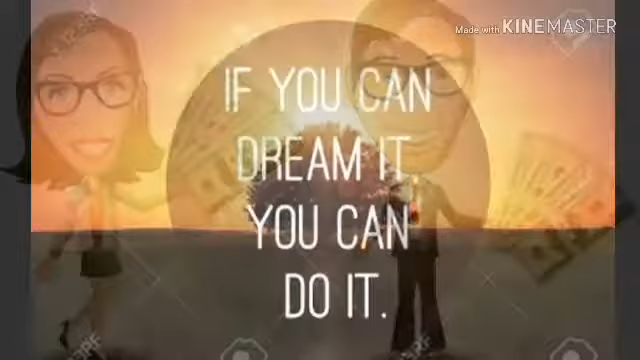 Made with KINEMASTER
IF YOU CAN
DREAM IT,
YOU CAN
DO IT.